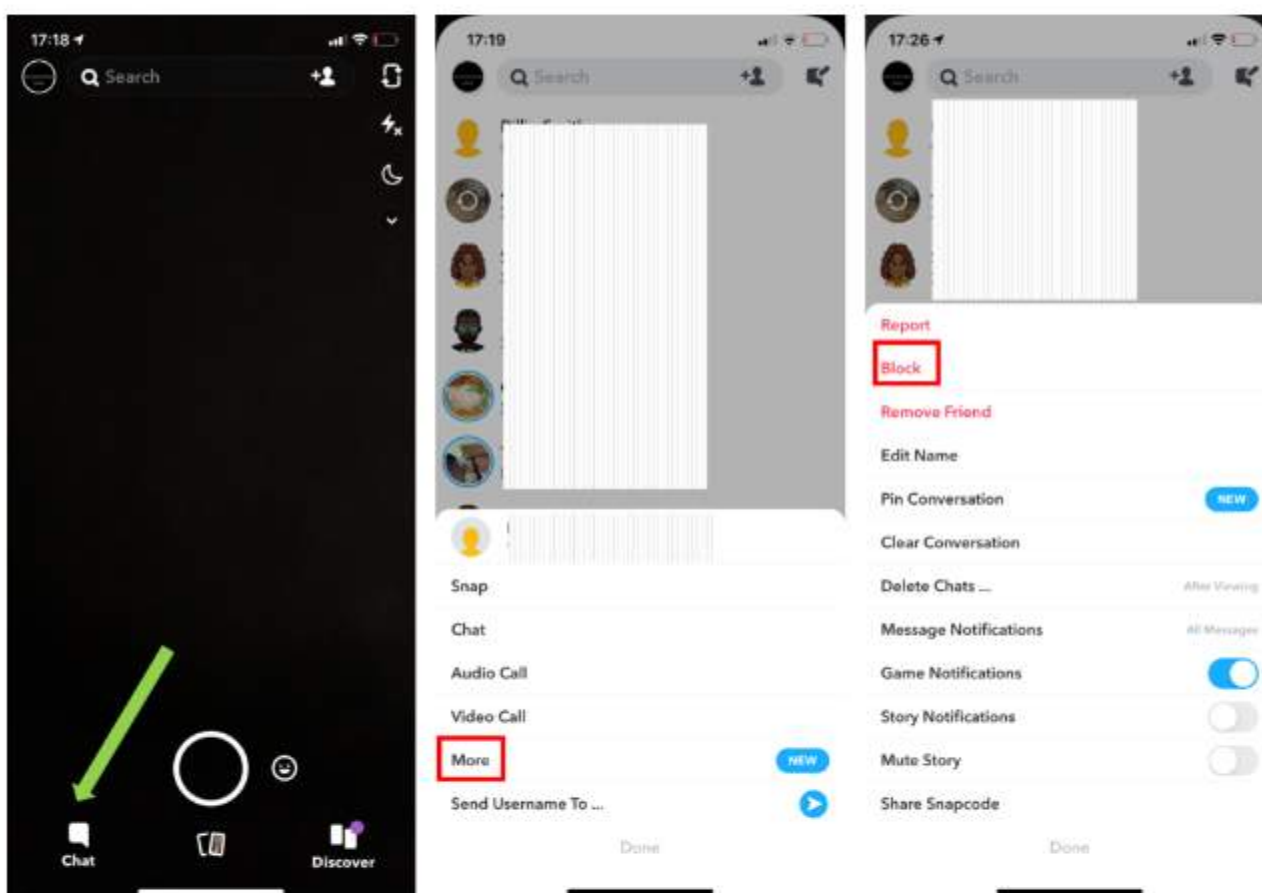 17:18
Search
Chat
Discover
17:19
Search
Snap
Chat
Audio Call
Video Call
More
NEW
Send Username To ...
Done
17:26
Search
Report
Block
Remove Friend
Edit Name
Pin Conversation
NEW
Clear Conversation
Delete Chats ...
After Viewing
Message Notifications
All Messages
Game Notifications
Story Notifications
Mute Story
Share Snapcode
Done